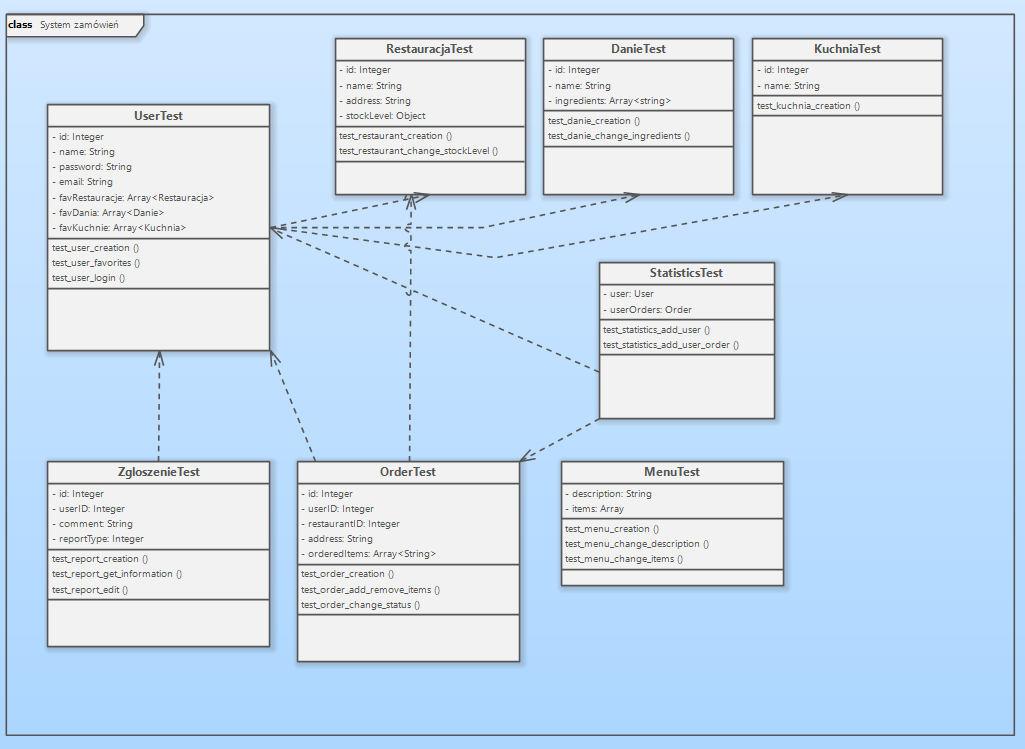 class System zamówień
RestauracjaTest
- id: Integer
- name: String
- address: String
- stockLevel: Object
test_restaurant_creation ()
test_restaurant_change_stockLevel ()
DanieTest
- id: Integer
- name: String
- ingredients: Array<string>
test_danie_creation ()
test_danie_change_ingredients ()
KuchniaTest
- id: Integer
- name: String
test_kuchnia_creation ()
UserTest
- id: Integer
- name: String
- password: String
- email: String
- favRestauracje: Array<Restauracja>
- favDania: Array<Danie>
- favKuchnie: Array<Kuchnia>
test_user_creation ()
test_user_favorites ()
test_user_login ()
StatisticsTest
- user: User
- userOrders: Order
test_statistics_add_user ()
test_statistics_add_user_order ()
ZgloszenieTest
- id: Integer
- userID: Integer
- comment: String
- reportType: Integer
test_report_creation ()
test_report_get_information ()
test_report_edit ()
OrderTest
- id: Integer
- userID: Integer
- restaurantID: Integer
- address: String
- orderedItems: Array<String>
test_order_creation ()
test_order_add_remove_items ()
test_order_change_status ()
MenuTest
- description: String
- items: Array
test_menu_creation ()
test_menu_change_description ()
test_menu_change_items ()